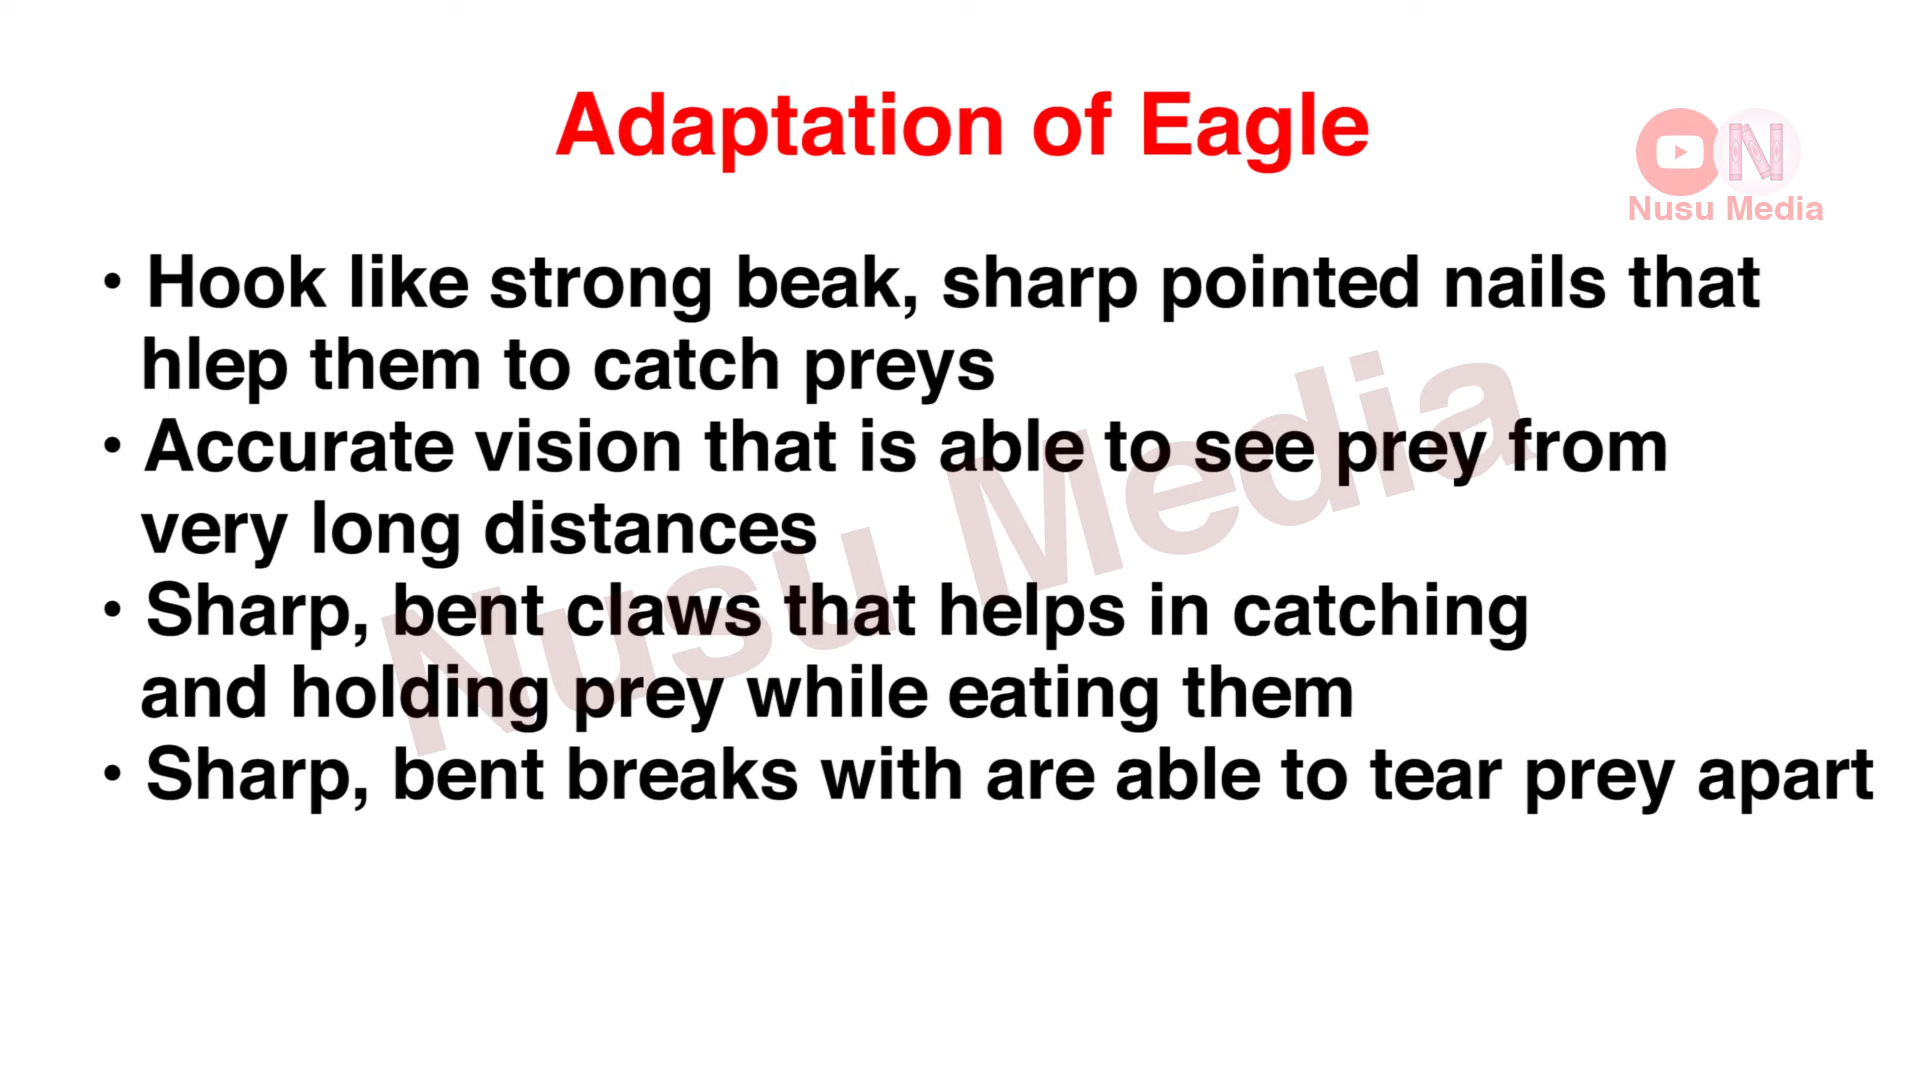 Adaptation of Eagle
Nusu Media
• Hook like strong beak, sharp pointed nails that
hlep them to catch preys
• Accurate vision that is able to see prey from
very long distances
• Sharp, bent claws that helps in catching
and holding prey while eating them
• Sharp, bent breaks with are able to tear prey apart
Nusu Media